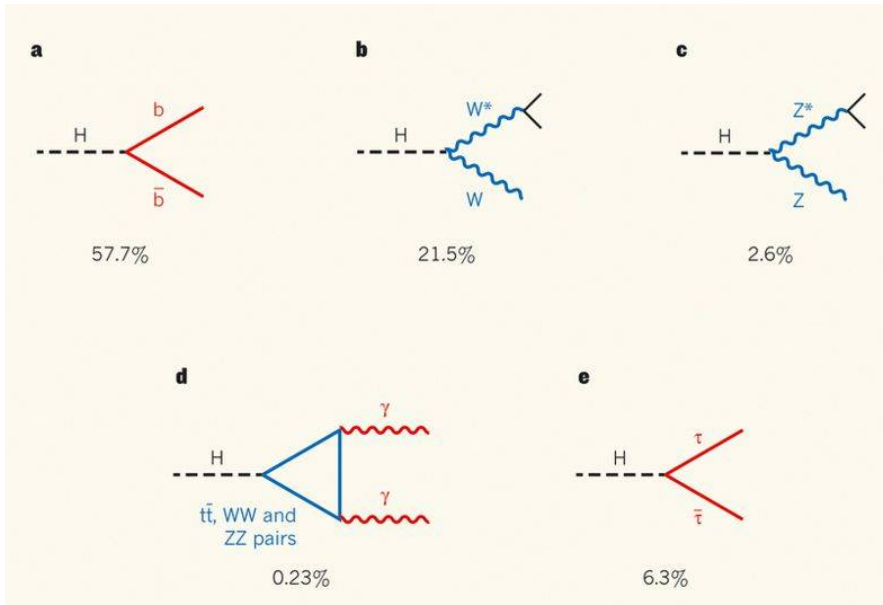 a
b
c
H
b
b̄
57.7%
H
W*
W
21.5%
H
Z*
Z
2.6%
d
e
H
γ
γ
tt̄, WW and
ZZ pairs
0.23%
H
τ
τ̄
6.3%